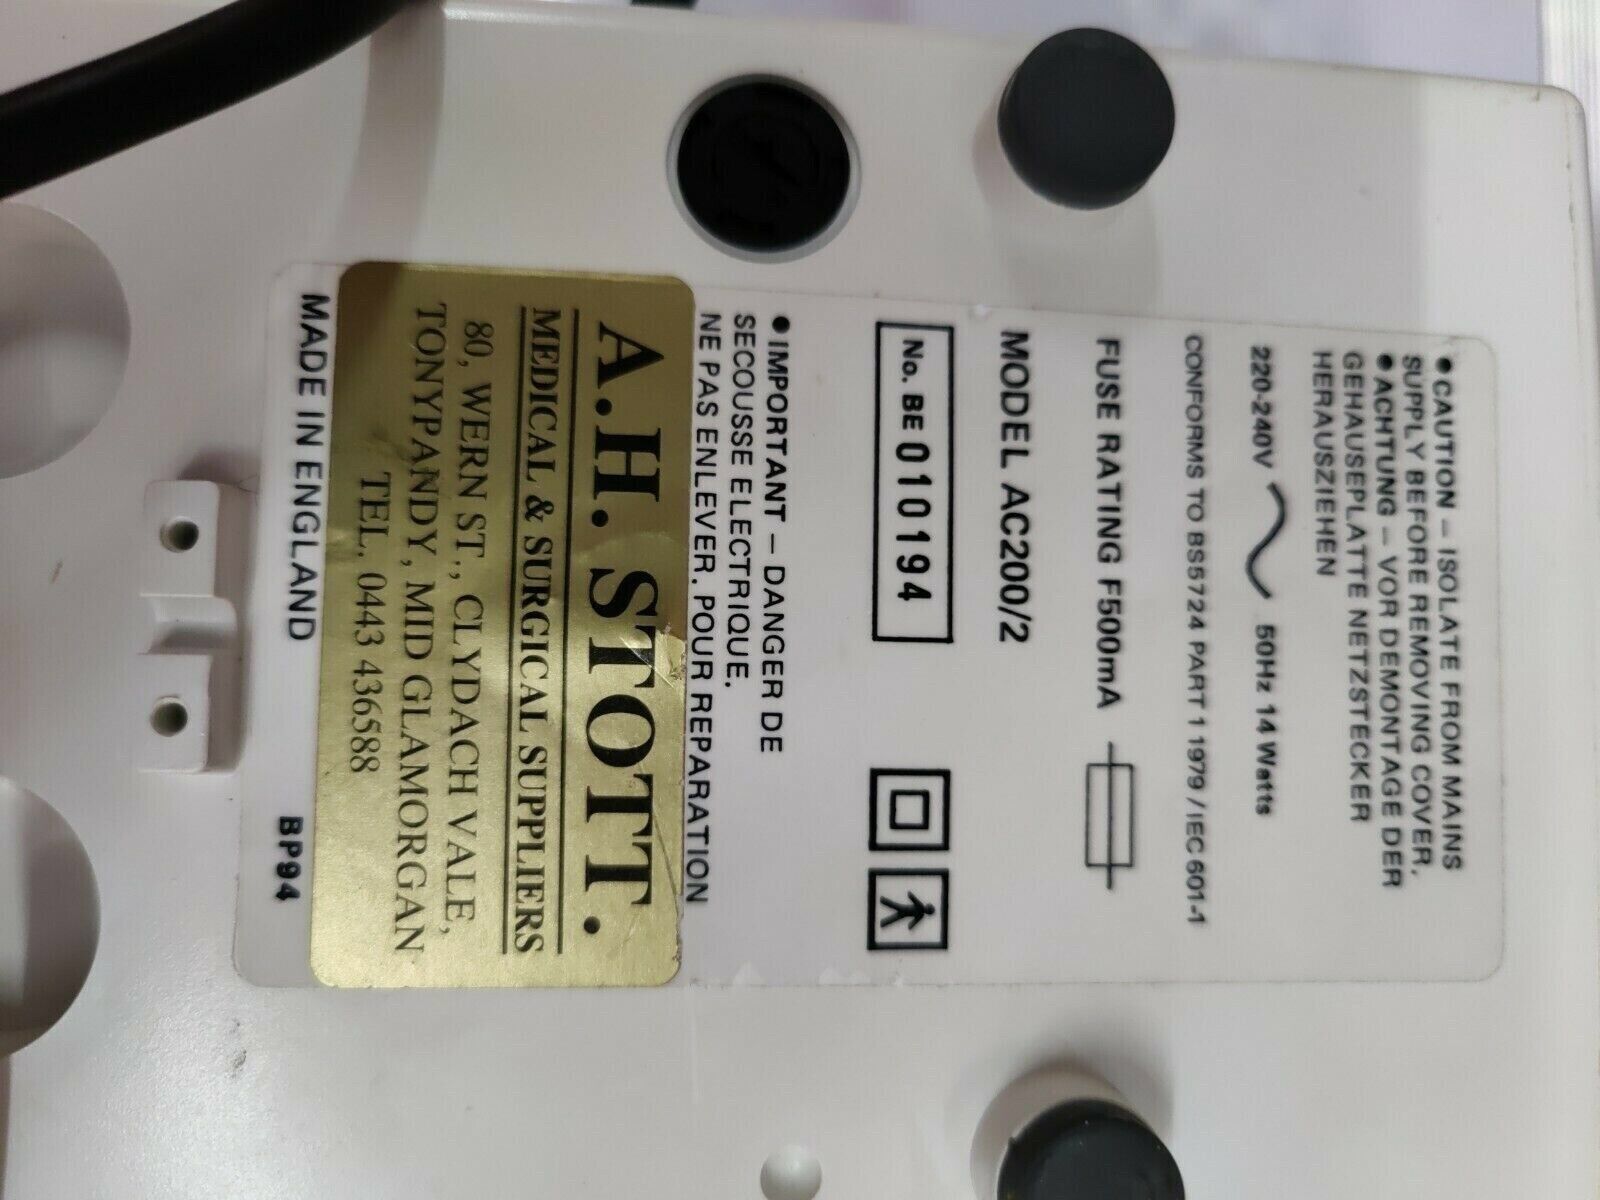 ● CAUTION – ISOLATE FROM MAINS
SUPPLY BEFORE REMOVING COVER.
● ACHTUNG – VOR DEMONTAGE DER
GEHAUSEPLATTE NETZSTECKER
HERAUSZIEHEN
220-240V 50Hz 14 Watts
CONFORMS TO BS5724 PART 1 1979 / IEC 601-1
FUSE RATING F500mA
MODEL AC200/2
No. BE 010194
● IMPORTANT – DANGER DE
SECOUSSE ELECTRIQUE.
NE PAS ENLEVER. POUR REPARATION
A.H. STOTT.
MEDICAL & SURGICAL SUPPLIERS
80, WERN ST., CLYDACH VALE,
TONYPANDY, MID GLAMORGAN
TEL. 0443 436588
MADE IN ENGLAND BP94